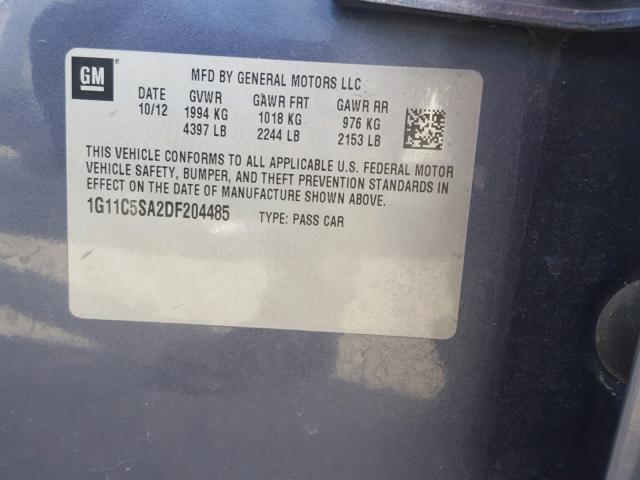 GM MFD BY GENERAL MOTORS LLC
DATE GVWR GAWR FRT GAWR RR
10/12 1994 KG 1018 KG 976 KG
4397 LB 2244 LB 2153 LB
THIS VEHICLE CONFORMS TO ALL APPLICABLE U.S. FEDERAL MOTOR
VEHICLE SAFETY, BUMPER, AND THEFT PREVENTION STANDARDS IN
EFFECT ON THE DATE OF MANUFACTURE SHOWN ABOVE.
1G11C5SA2DF204485 TYPE: PASS CAR